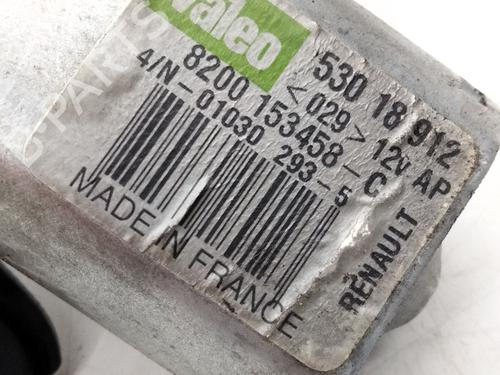 Valeo
530 18 912
< 029 > 12V AP
8200 153458 - C
4/N - 01030 293-5
MADE IN FRANCE
RENAULT